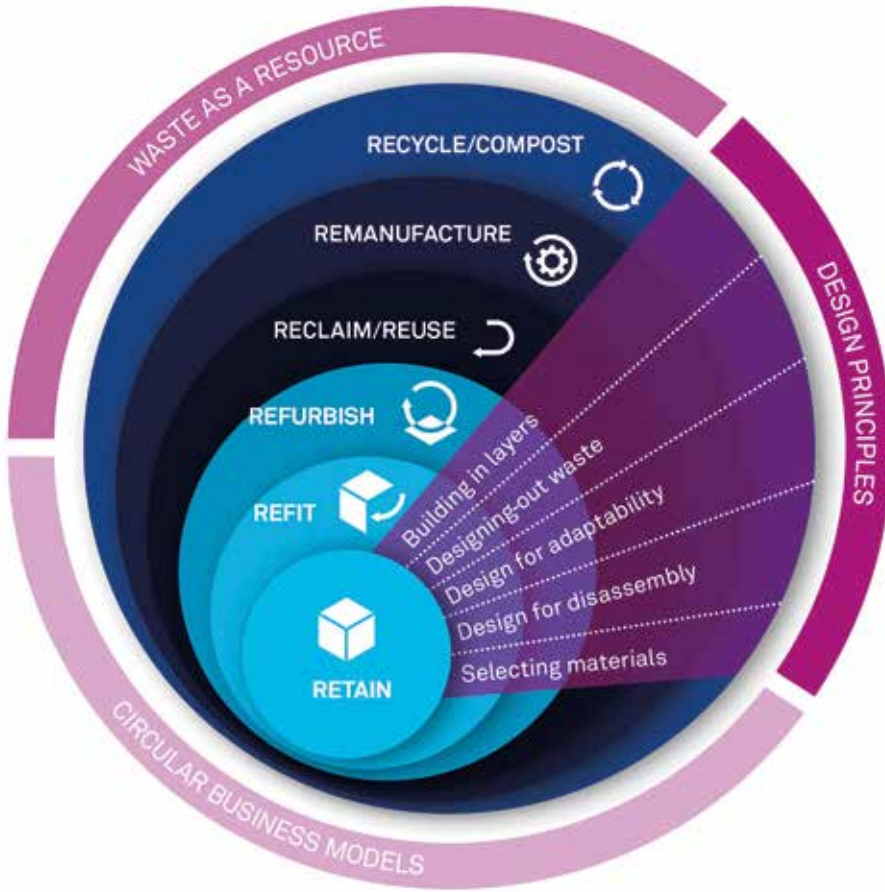 WASTE AS A RESOURCE
DESIGN PRINCIPLES
CIRCULAR BUSINESS MODELS
RECYCLE/COMPOST
REMANUFACTURE
RECLAIM/REUSE
REFURBISH
REFIT
RETAIN
Building in layers
Designing-out waste
Design for adaptability
Design for disassembly
Selecting materials